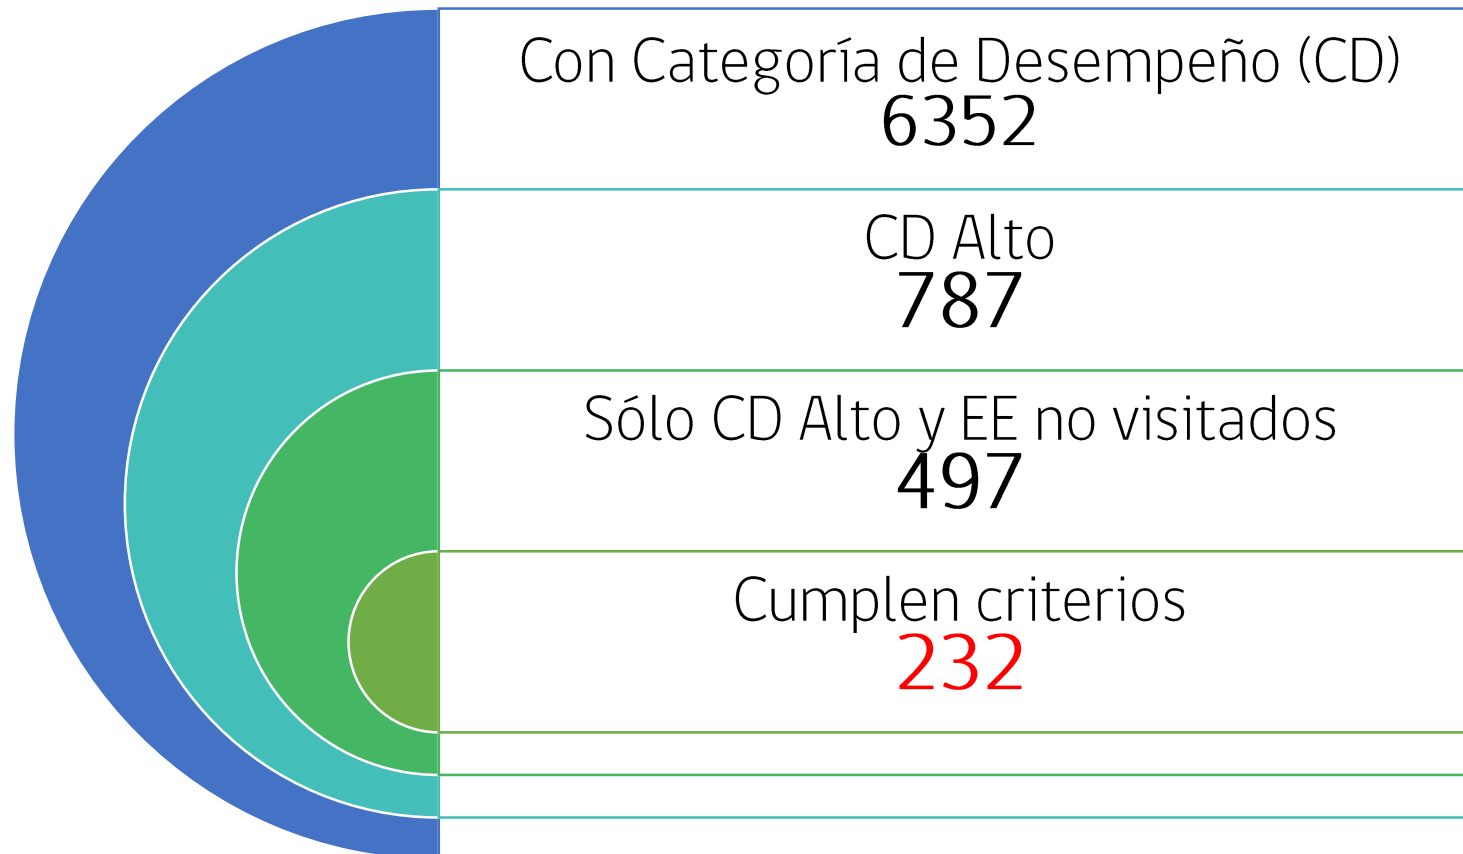 Con Categoría de Desempeño (CD)
6352
CD Alto
787
Sólo CD Alto y EE no visitados
497
Cumplen criterios
232